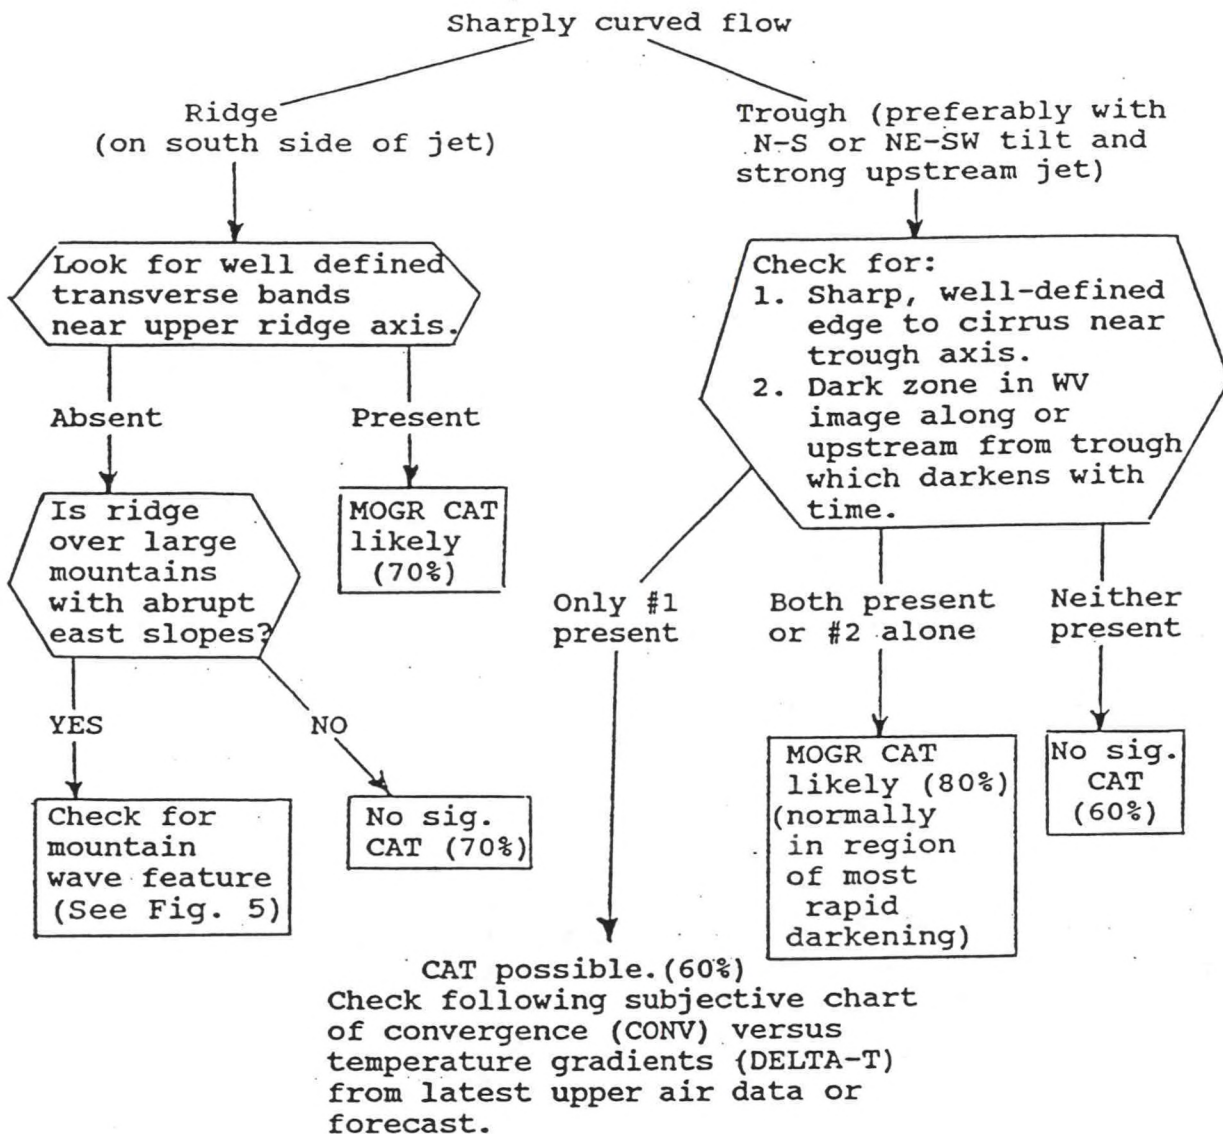 Sharply curved flow
Ridge
(on south side of jet)
Trough (preferably with
N-S or NE-SW tilt and
strong upstream jet)
Look for well defined
transverse bands
near upper ridge axis.
Check for:
1. Sharp, well-defined
edge to cirrus near
trough axis.
2. Dark zone in WV
image along or
upstream from trough
which darkens with
time.
Absent
Present
Is ridge
over large
mountains
with abrupt
east slopes?
MOGR CAT
likely
(70%)
Only #1
present
Both present
or #2 alone
Neither
present
YES
NO
Check for
mountain
wave feature
(See Fig. 5)
No sig.
CAT (70%)
MOGR CAT
likely (80%)
(normally
in region
of most
rapid
darkening)
No sig.
CAT
(60%)
CAT possible.(60%)
Check following subjective chart
of convergence (CONV) versus
temperature gradients (DELTA-T)
from latest upper air data or
forecast.